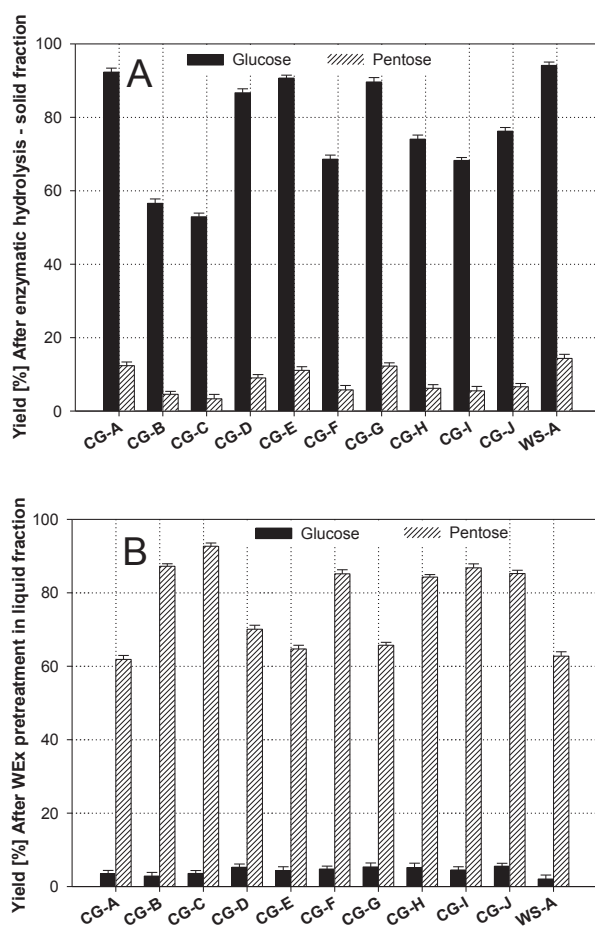 Yield [%] After enzymatic hydrolysis - solid fraction
100
80
60
40
20
0
A
Glucose
Pentose
CG-A
CG-B
CG-C
CG-D
CG-E
CG-F
CG-G
CG-H
CG-I
CG-J
WS-A
Yield [%] After WEx pretreatment in liquid fraction
100
80
60
40
20
0
B
Glucose
Pentose
CG-A
CG-B
CG-C
CG-D
CG-E
CG-F
CG-G
CG-H
CG-I
CG-J
WS-A